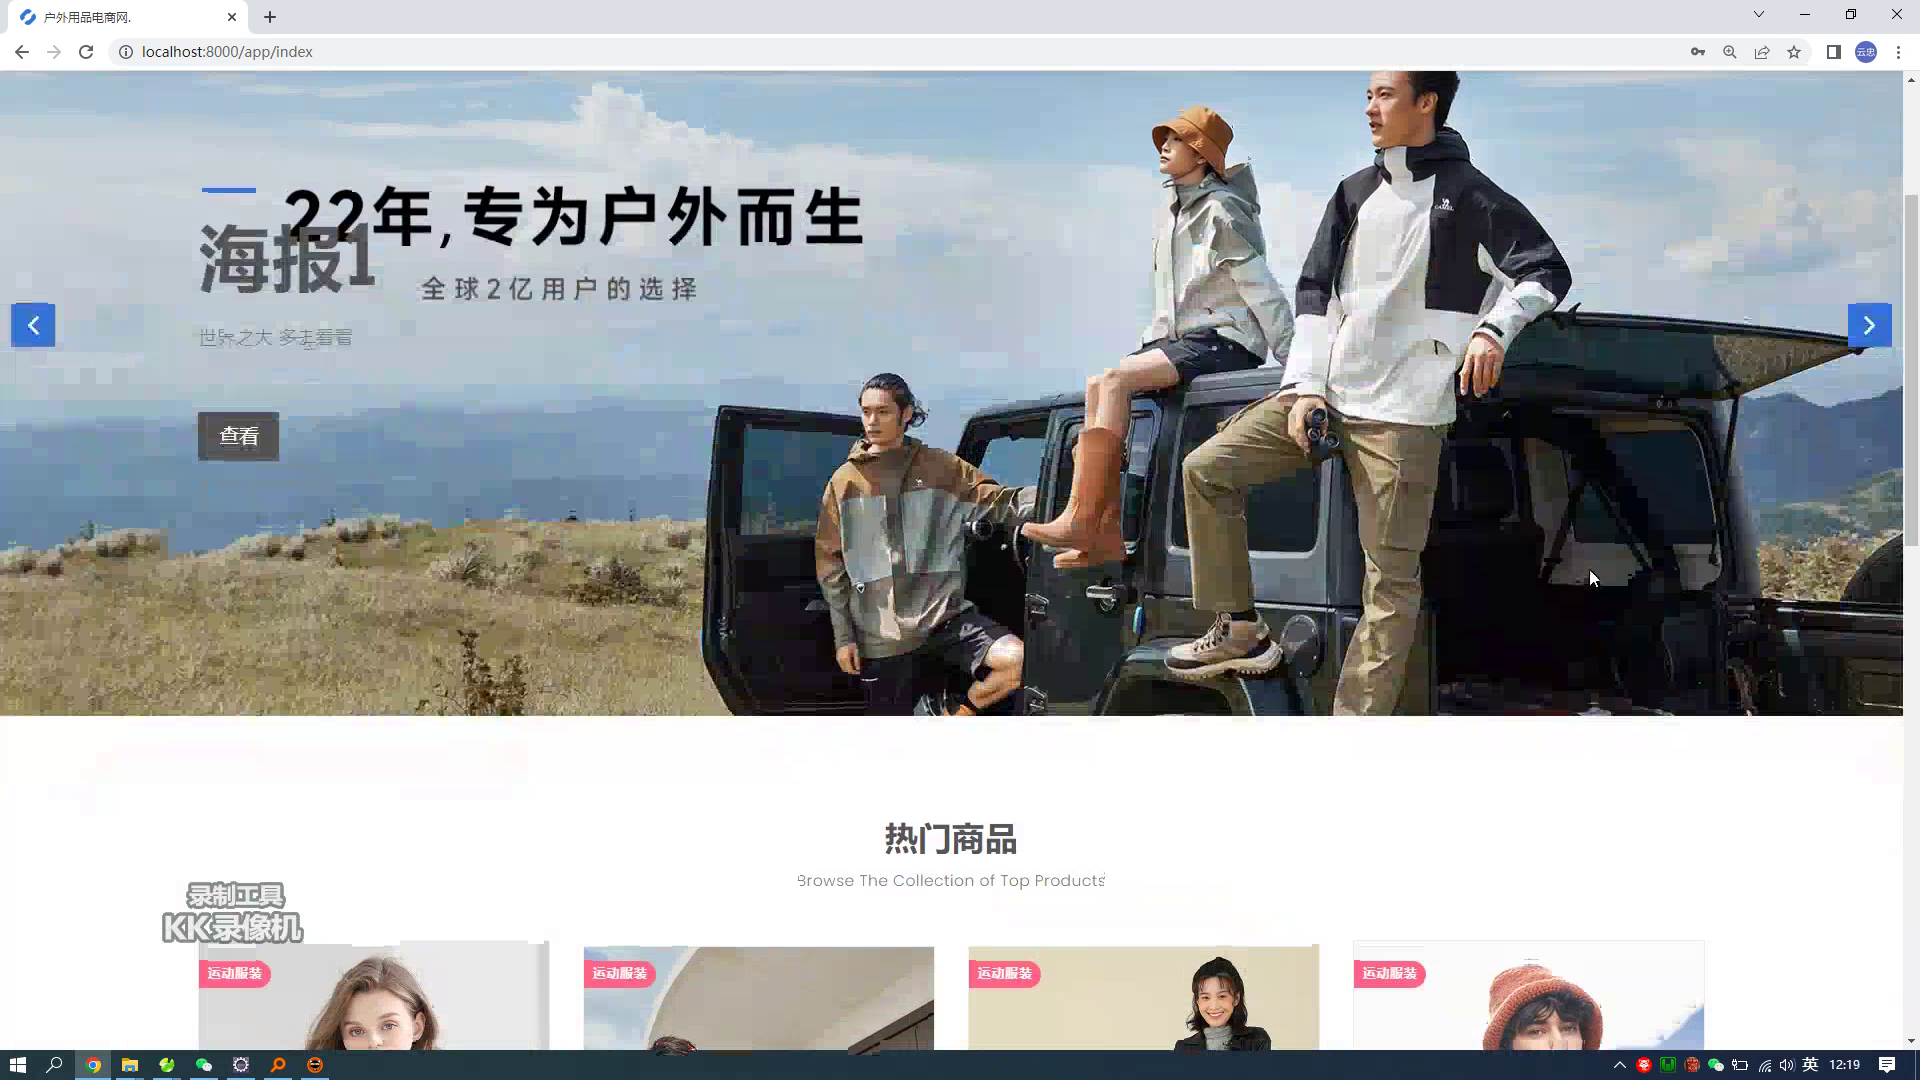 户外用品电商网.
localhost:8000/app/index
云忠
22年,专为户外而生
海报1
全球2亿用户的选择
世界之大 多去看看
CAMEL
查看
热门商品
Browse The Collection of Top Products
录制工具
KK录像机
运动服装
运动服装
运动服装
运动服装
英
12:19